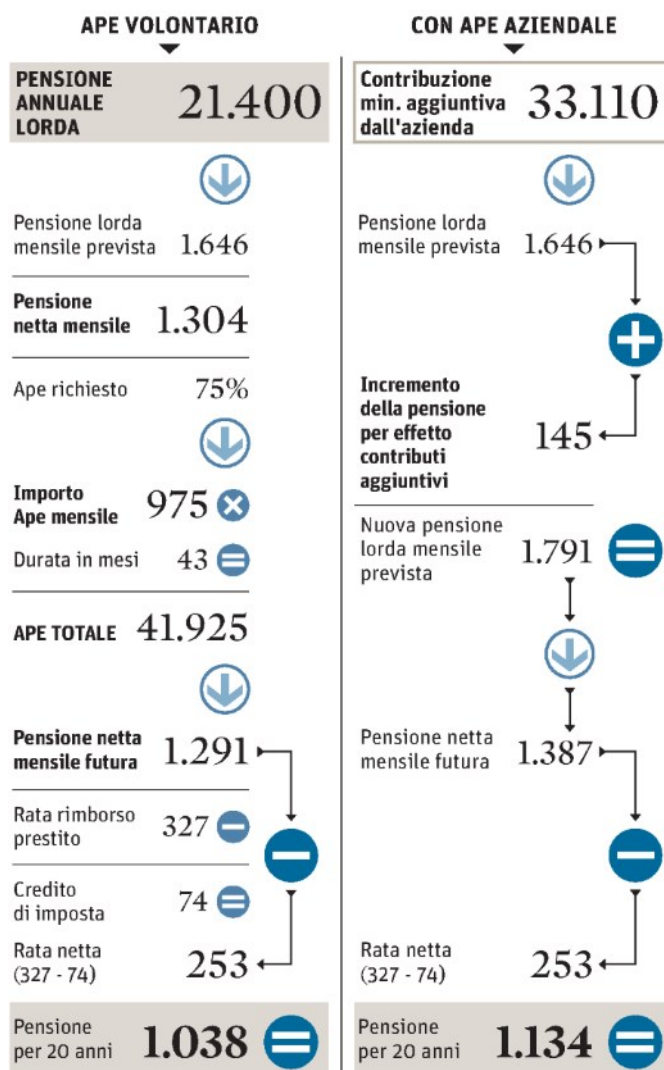 APE VOLONTARIO
PENSIONE
ANNUALE
LORDA
21.400
Pensione lorda
mensile prevista 1.646
Pensione
netta mensile 1.304
Ape richiesto 75%
Importo
Ape mensile 975 ×
Durata in mesi 43 =
APE TOTALE 41.925
Pensione netta
mensile futura 1.291
Rata rimborso
prestito 327 −
−
Credito
di imposta 74 =
Rata netta
(327 - 74) 253
Pensione
per 20 anni 1.038 =
CON APE AZIENDALE
Contribuzione
min. aggiuntiva
dall'azienda
33.110
Pensione lorda
mensile prevista 1.646
+
Incremento
della pensione
per effetto
contributi
aggiuntivi
145
Nuova pensione
lorda mensile
prevista
1.791 =
Pensione netta
mensile futura 1.387
−
Rata netta
(327 - 74) 253
Pensione
per 20 anni 1.134 =